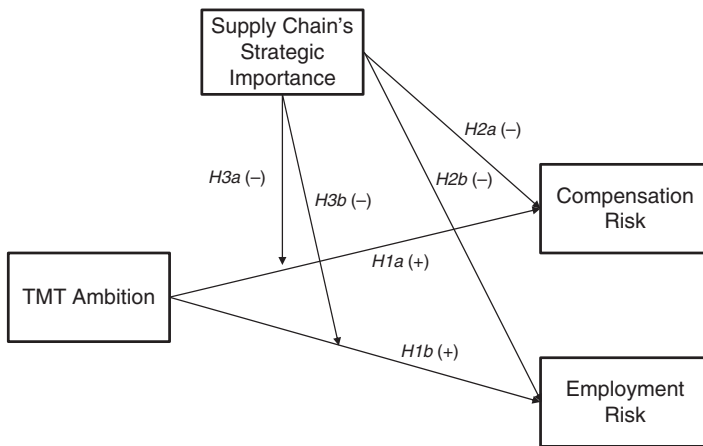 Supply Chain's
Strategic
Importance
H2a (–)
H3a (–)
H2b (–)
H3b (–)
Compensation
Risk
H1a (+)
TMT Ambition
H1b (+)
Employment
Risk